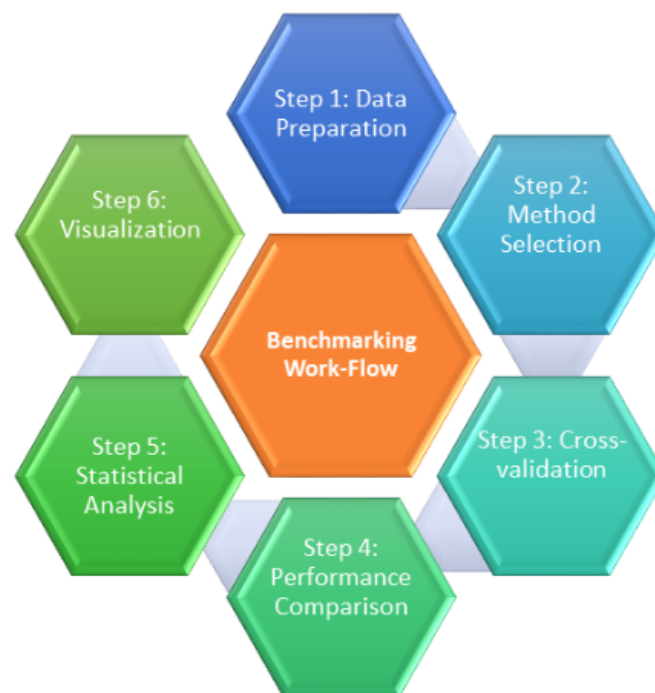 Step 1: Data
Preparation
Step 2:
Method
Selection
Step 3: Cross-
validation
Step 4:
Performance
Comparison
Step 5:
Statistical
Analysis
Step 6:
Visualization
Benchmarking
Work-Flow